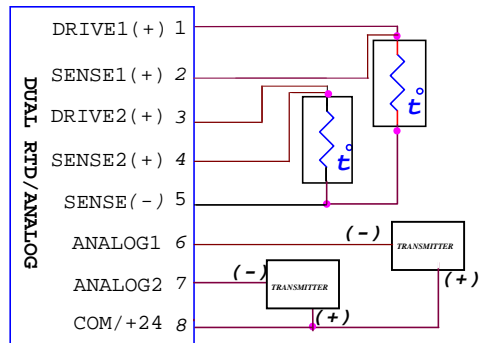 DUAL RTD/ANALOG
DRIVE1(+) 1
SENSE1(+) 2
DRIVE2(+) 3
SENSE2(+) 4
SENSE(-) 5
ANALOG1 6
ANALOG2 7
COM/+24 8
t°
t°
(-) TRANSMITTER (+)
(-) TRANSMITTER (+)